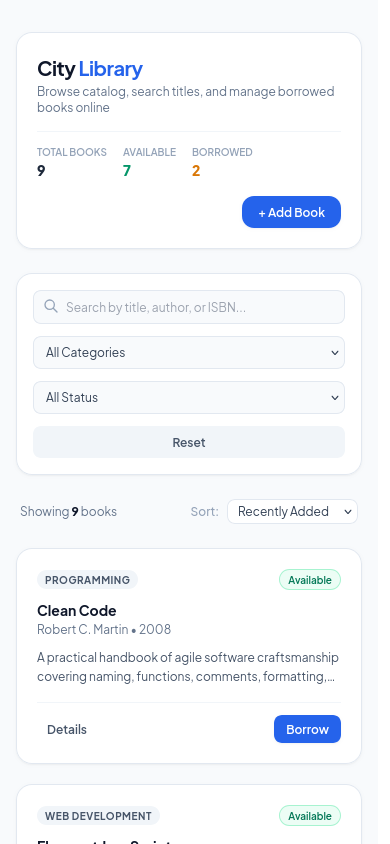 City Library
Browse catalog, search titles, and manage borrowed
books online
TOTAL BOOKS AVAILABLE BORROWED
9 7 2
+ Add Book
Search by title, author, or ISBN...
All Categories
All Status
Reset
Showing 9 books Sort: Recently Added
PROGRAMMING Available
Clean Code
Robert C. Martin • 2008
A practical handbook of agile software craftsmanship
covering naming, functions, comments, formatting,...
Details Borrow
WEB DEVELOPMENT Available